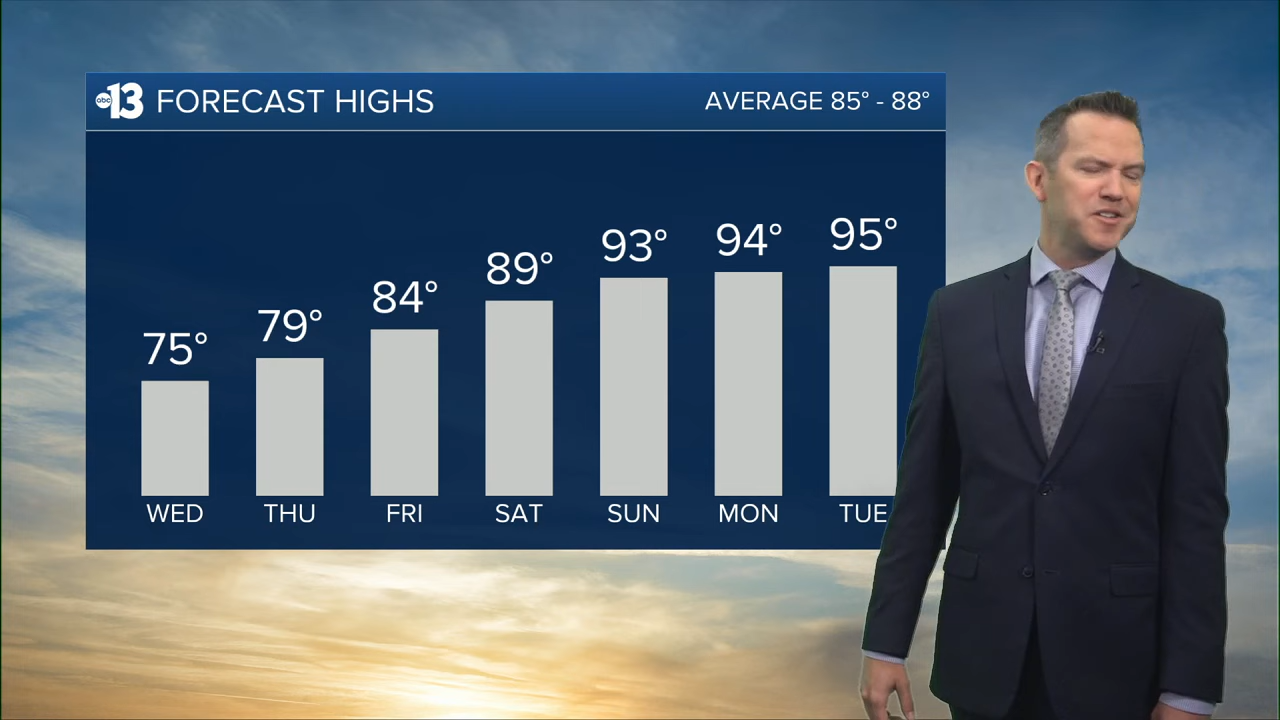 abc 13 FORECAST HIGHS
AVERAGE 85° - 88°
75° 79° 84° 89° 93° 94° 95°
WED THU FRI SAT SUN MON TUE